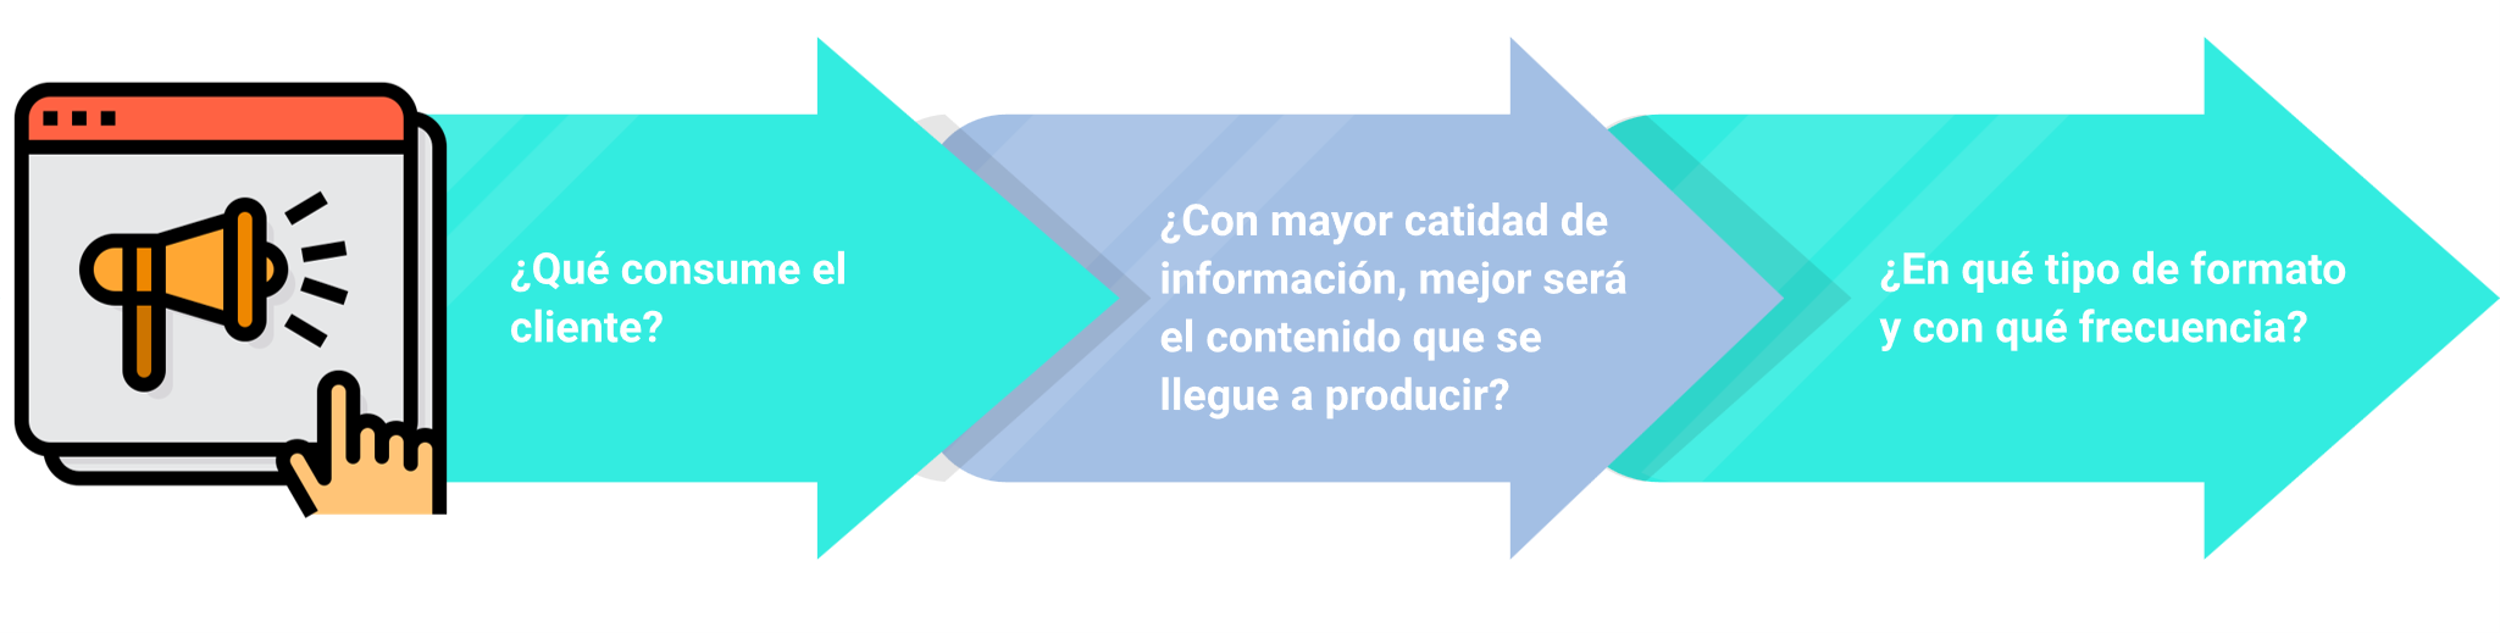 ¿Qué consume el
cliente?
¿Con mayor catidad de
información, mejor será
el contenido que se
llegue a producir?
¿En qué tipo de formato
y con qué frecuencia?